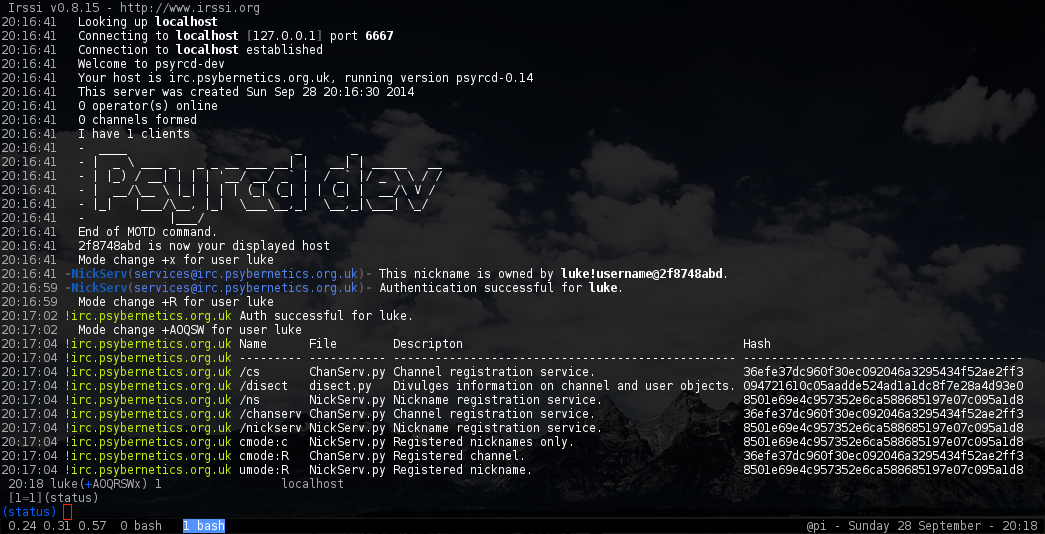 Irssi v0.8.15 - http://www.irssi.org
20:16:41   Looking up localhost
20:16:41   Connecting to localhost [127.0.0.1] port 6667
20:16:41   Connection to localhost established
20:16:41   Welcome to psyrcd-dev
20:16:41   Your host is irc.psybernetics.org.uk, running version psyrcd-0.14
20:16:41   This server was created Sun Sep 28 20:16:30 2014
20:16:41   0 operator(s) online
20:16:41   0 channels formed
20:16:41   I have 1 clients
20:16:41   -
20:16:41   -
20:16:41   - Psyrcd dev
20:16:41   -
20:16:41   -
20:16:41   -
20:16:41   End of MOTD command.
20:16:41   2f8748abd is now your displayed host
20:16:41   Mode change +x for user luke
20:16:41 -NickServ(services@irc.psybernetics.org.uk)- This nickname is owned by luke!username@2f8748abd.
20:16:59 -NickServ(services@irc.psybernetics.org.uk)- Authentication successful for luke.
20:16:59   Mode change +R for user luke
20:17:02 !irc.psybernetics.org.uk Auth successful for luke.
20:17:02   Mode change +AOQSW for user luke
20:17:04 !irc.psybernetics.org.uk Name      File        Descripton                                        Hash
20:17:04 !irc.psybernetics.org.uk --------- ----------- ------------------------------------------------- ----------------------------------------
20:17:04 !irc.psybernetics.org.uk /cs       ChanServ.py Channel registration service.                     36efe37dc960f30ec092046a3295434f52ae2ff3
20:17:04 !irc.psybernetics.org.uk /disect   disect.py   Divulges information on channel and user objects. 094721610c05aadde524ad1a1dc8f7e28a4d93e0
20:17:04 !irc.psybernetics.org.uk /ns       NickServ.py Nickname registration service.                    8501e69e4c957352e6ca588685197e07c095a1d8
20:17:04 !irc.psybernetics.org.uk /chanserv ChanServ.py Channel registration service.                     36efe37dc960f30ec092046a3295434f52ae2ff3
20:17:04 !irc.psybernetics.org.uk /nickserv NickServ.py Nickname registration service.                    8501e69e4c957352e6ca588685197e07c095a1d8
20:17:04 !irc.psybernetics.org.uk cmode:c   NickServ.py Registered nicknames only.                        8501e69e4c957352e6ca588685197e07c095a1d8
20:17:04 !irc.psybernetics.org.uk cmode:R   ChanServ.py Registered channel.                               36efe37dc960f30ec092046a3295434f52ae2ff3
20:17:04 !irc.psybernetics.org.uk umode:R   NickServ.py Registered nickname.                              8501e69e4c957352e6ca588685197e07c095a1d8
20:18 luke(+AOQRSWx) 1                 localhost
[1=1](status)
(status)
0.24 0.31 0.57  0 bash   1 bash                @pi - Sunday 28 September - 20:18